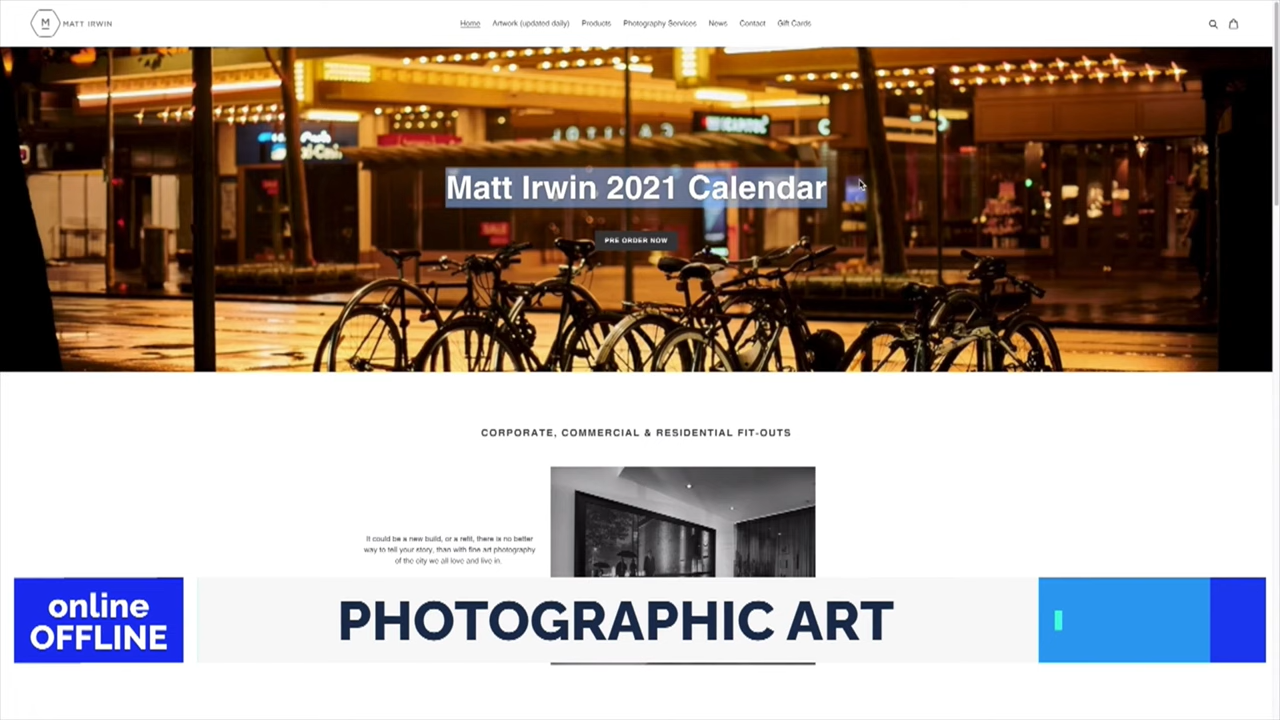 M
MATT IRWIN
Home Artwork (updated daily) Products Photography Services News Contact Gift Cards
Matt Irwin 2021 Calendar
PRE ORDER NOW
CORPORATE, COMMERCIAL & RESIDENTIAL FIT-OUTS
It could be a new build, or a refit, there is no better
way to tell your story, than with fine art photography
of the city we all love and live in.
online
OFFLINE
PHOTOGRAPHIC ART